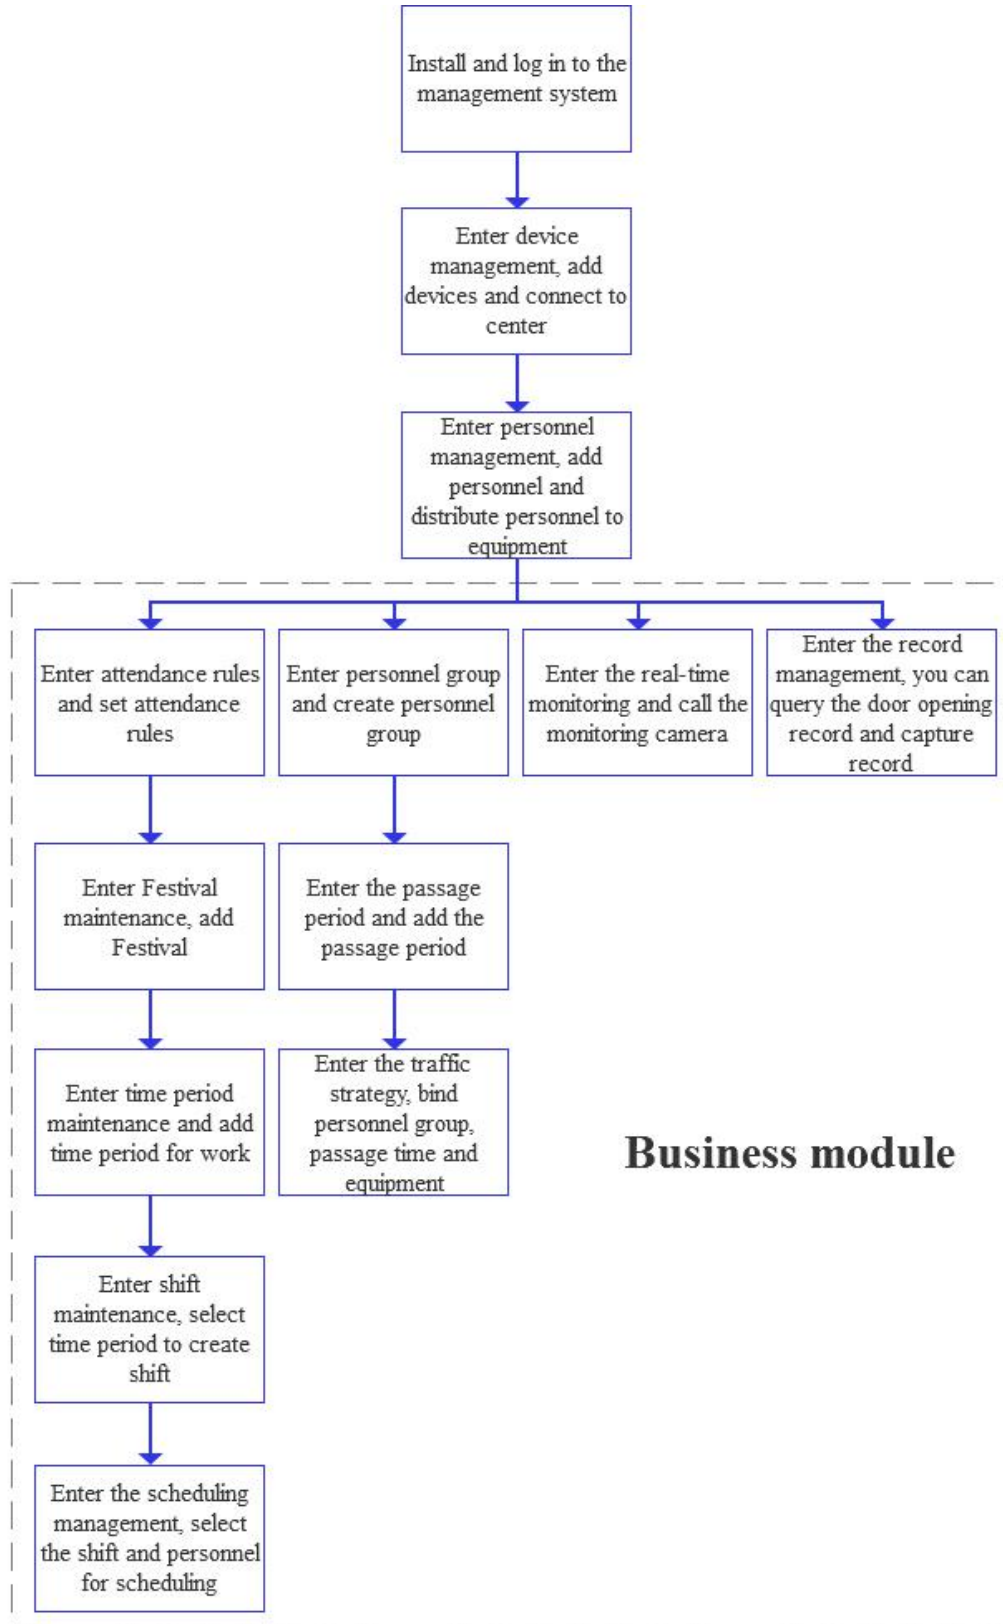 Install and log in to the
management system
Enter device
management, add
devices and connect to
center
Enter personnel
management, add
personnel and
distribute personnel to
equipment
Enter attendance rules
and set attendance
rules
Enter personnel group
and create personnel
group
Enter the real-time
monitoring and call the
monitoring camera
Enter the record
management, you can
query the door opening
record and capture
record
Enter Festival
maintenance, add
Festival
Enter the passage
period and add the
passage period
Enter time period
maintenance and add
time period for work
Enter the traffic
strategy, bind
personnel group,
passage time and
equipment
Business module
Enter shift
maintenance, select
time period to create
shift
Enter the scheduling
management, select
the shift and personnel
for scheduling